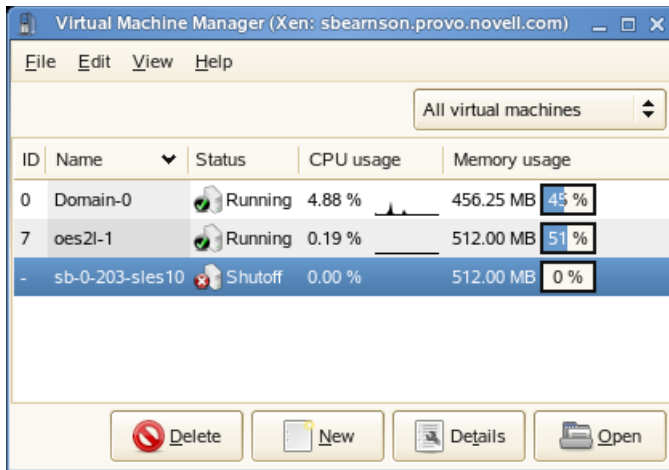 Virtual Machine Manager (Xen: sbearnson.provo.novell.com)
File Edit View Help
All virtual machines
ID Name Status CPU usage Memory usage
0 Domain-0 Running 4.88 % 456.25 MB 45 %
7 oes2l-1 Running 0.19 % 512.00 MB 51 %
- sb-0-203-sles10 Shutoff 0.00 % 512.00 MB 0 %
Delete New Details Open